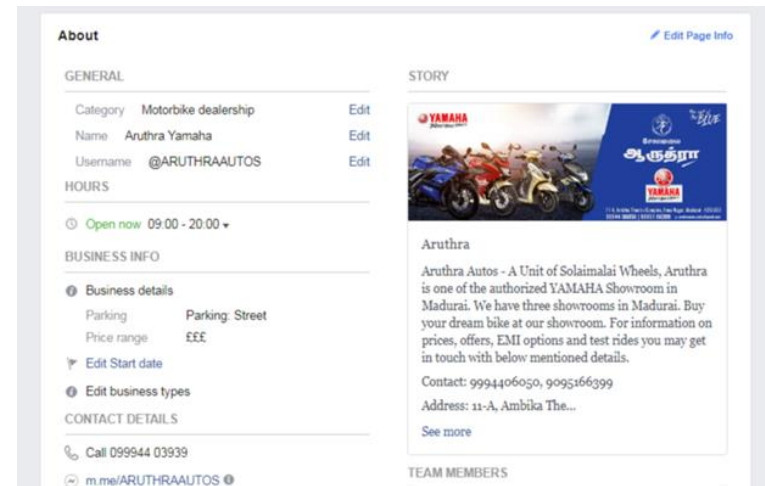 About
Edit Page Info
GENERAL
Category Motorbike dealership Edit
Name Aruthra Yamaha Edit
Username @ARUTHRAAUTOS Edit
HOURS
Open now 09:00 - 20:00
BUSINESS INFO
Business details
Parking Parking: Street
Price range £££
Edit Start date
Edit business types
CONTACT DETAILS
Call 099944 03939
m.me/ARUTHRAAUTOS
STORY
YAMAHA
BLUE
சோலைமலை
ஆருத்ரா
YAMAHA
Aruthra
Aruthra Autos - A Unit of Solaimalai Wheels, Aruthra
is one of the authorized YAMAHA Showroom in
Madurai. We have three showrooms in Madurai. Buy
your dream bike at our showroom. For information on
prices, offers, EMI options and test rides you may get
in touch with below mentioned details.
Contact: 9994406050, 9095166399
Address: 11-A, Ambika The...
See more
TEAM MEMBERS